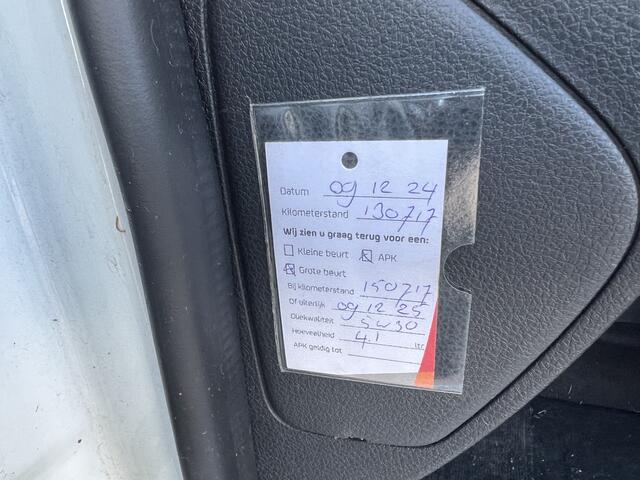 Datum 09 12 24
Kilometerstand 130717
Wij zien u graag terug voor een:
Kleine beurt APK
Grote beurt
Bij kilometerstand 150717
Of uiterlijk 09 12 25
Oliekwaliteit 5w30
Hoeveelheid 4.1 ltr
APK geldig tot